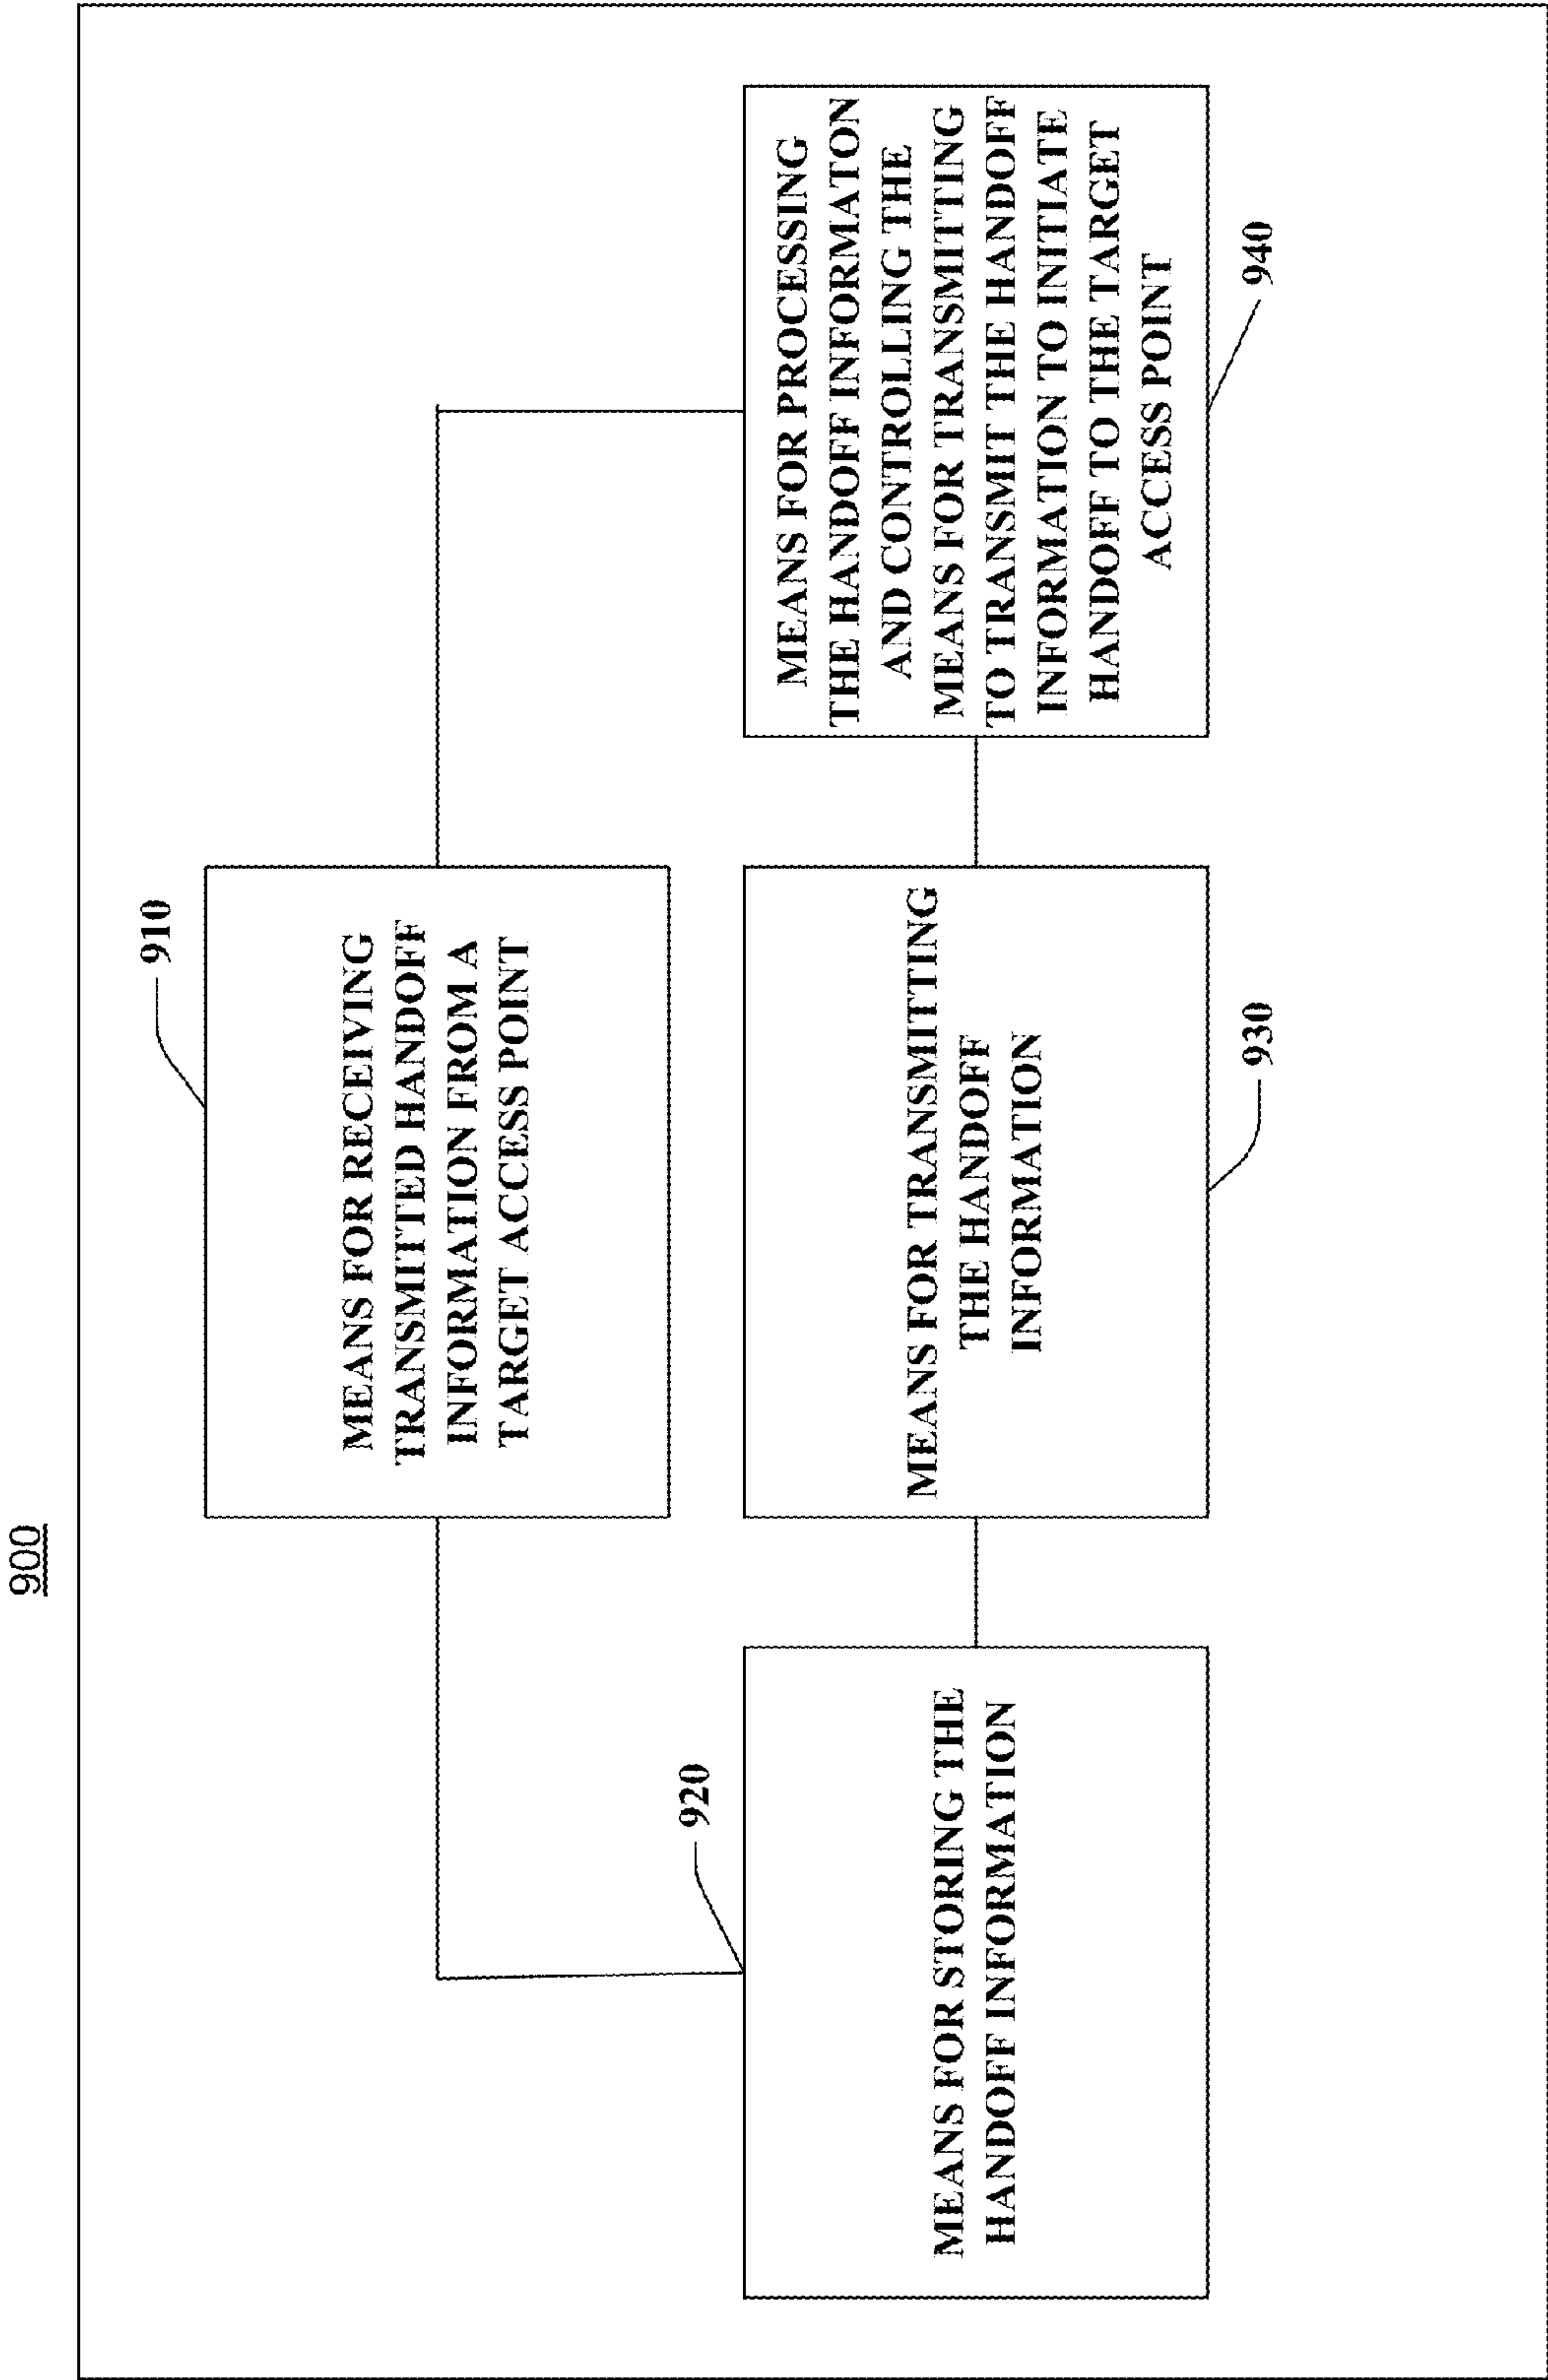 900
910
MEANS FOR RECEIVING
TRANSMITTED HANDOFF
INFORMATION FROM A
TARGET ACCESS POINT
920
MEANS FOR STORING THE
HANDOFF INFORMATION
MEANS FOR TRANSMITTING
THE HANDOFF
INFORMATION
930
MEANS FOR PROCESSING
THE HANDOFF INFORMATON
AND CONTROLLING THE
MEANS FOR TRANSMITTING
TO TRANSMIT THE HANDOFF
INFORMATION TO INITIATE
HANDOFF TO THE TARGET
ACCESS POINT
940